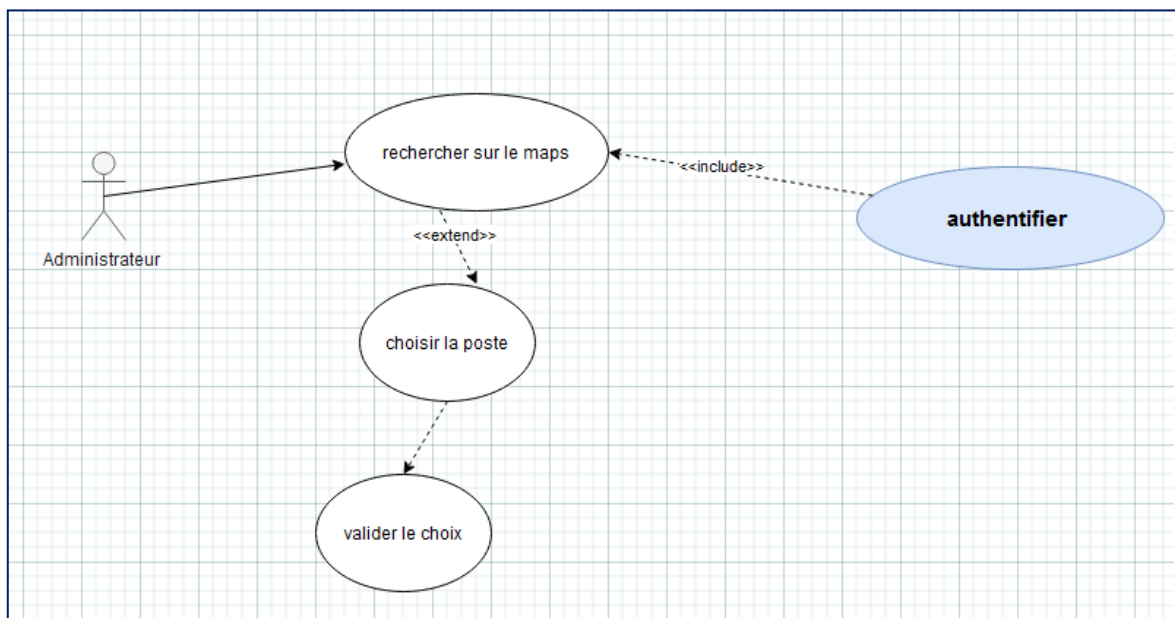 rechercher sur le maps
<<include>>
authentifier
<<extend>>
Administrateur
choisir la poste
valider le choix